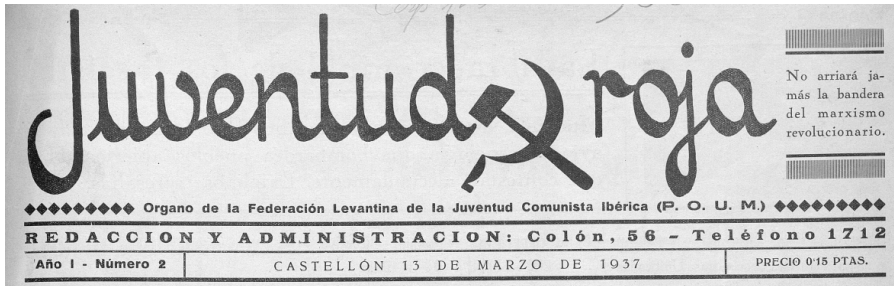 Juventud roja
No arriará ja-
más la bandera
del marxismo
revolucionario.
Organo de la Federación Levantina de la Juventud Comunista Ibérica (P. O. U. M.)
REDACCION Y ADMINISTRACION: Colón, 56 - Teléfono 1712
Año I - Número 2
CASTELLÓN 13 DE MARZO DE 1937
PRECIO 0'15 PTAS.